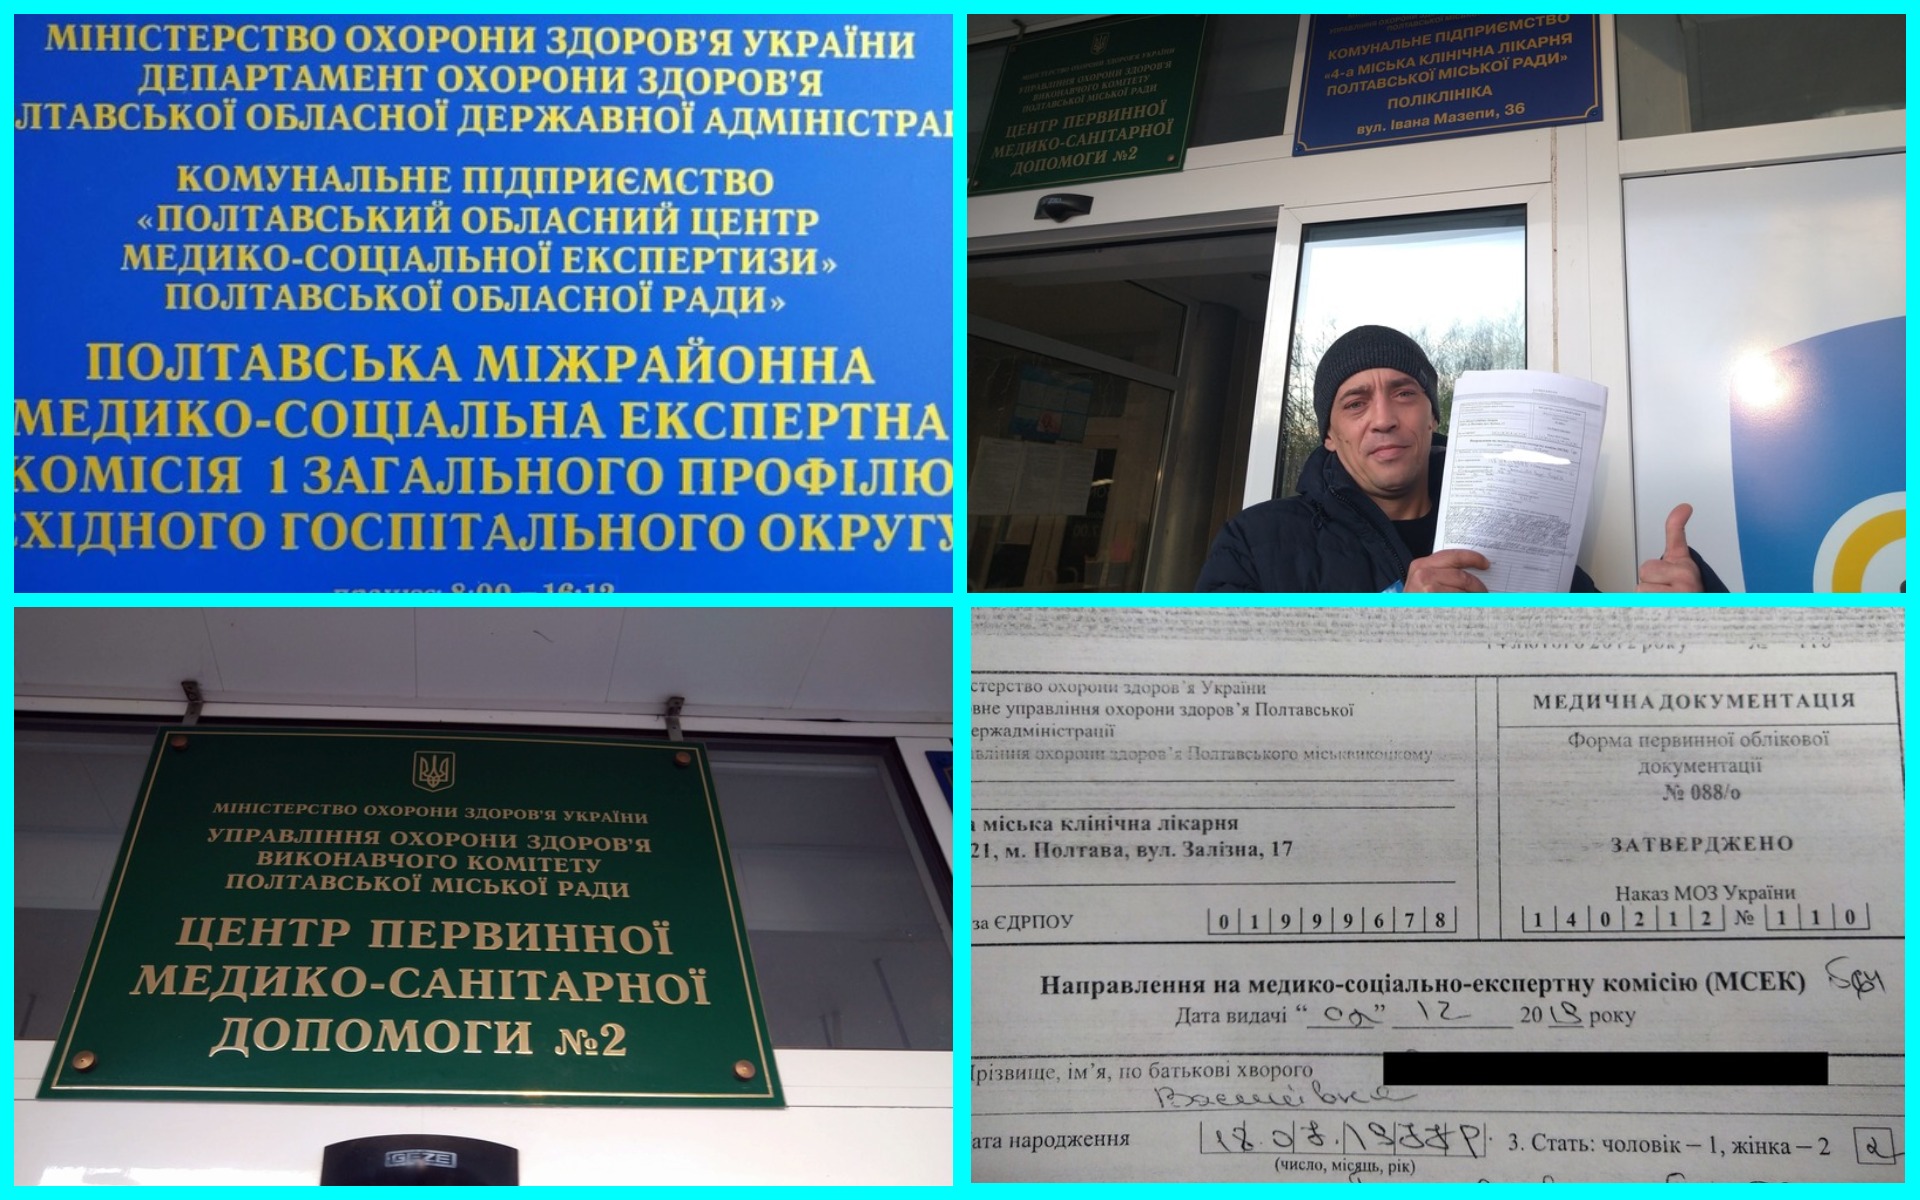 МІНІСТЕРСТВО ОХОРОНИ ЗДОРОВ'Я УКРАЇНИ
ДЕПАРТАМЕНТ ОХОРОНИ ЗДОРОВ'Я
ЛТАВСЬКОЇ ОБЛАСНОЇ ДЕРЖАВНОЇ АДМІНІСТРАЦ
КОМУНАЛЬНЕ ПІДПРИЄМСТВО
«ПОЛТАВСЬКИЙ ОБЛАСНИЙ ЦЕНТР
МЕДИКО-СОЦІАЛЬНОЇ ЕКСПЕРТИЗИ»
ПОЛТАВСЬКОЇ ОБЛАСНОЇ РАДИ»
ПОЛТАВСЬКА МІЖРАЙОННА
МЕДИКО-СОЦІАЛЬНА ЕКСПЕРТНА
КОМІСІЯ 1 ЗАГАЛЬНОГО ПРОФІЛЮ
ХІДНОГО ГОСПІТАЛЬНОГО ОКРУГУ
МІНІСТЕРСТВО ОХОРОНИ ЗДОРОВ'Я УКРАЇНИ
УПРАВЛІННЯ ОХОРОНИ ЗДОРОВ'Я
ВИКОНАВЧОГО КОМІТЕТУ
ПОЛТАВСЬКОЇ МІСЬКОЇ РАДИ
ЦЕНТР ПЕРВИННОЇ
МЕДИКО-САНІТАРНОЇ
ДОПОМОГИ №2
КОМУНАЛЬНЕ ПІДПРИЄМСТВО
«4-а МІСЬКА КЛІНІЧНА ЛІКАРНЯ
ПОЛТАВСЬКОЇ МІСЬКОЇ РАДИ»
ПОЛІКЛІНІКА
вул. Івана Мазепи, 36
МІНІСТЕРСТВО ОХОРОНИ ЗДОРОВ'Я УКРАЇНИ
УПРАВЛІННЯ ОХОРОНИ ЗДОРОВ'Я
ВИКОНАВЧОГО КОМІТЕТУ
ПОЛТАВСЬКОЇ МІСЬКОЇ РАДИ
ЦЕНТР ПЕРВИННОЇ
МЕДИКО-САНІТАРНОЇ
ДОПОМОГИ №2
GEZE
стерство охорони здоров'я України
вне управління охорони здоров'я Полтавської
ержадміністрації
вління охорони здоров'я Полтавського міськвиконкому
міська клінічна лікарня
21, м. Полтава, вул. Залізна, 17
за ЄДРПОУ 0 1 9 9 9 6 7 8
МЕДИЧНА ДОКУМЕНТАЦІЯ
Форма первинної облікової
документації
№ 088/о
ЗАТВЕРДЖЕНО
Наказ МОЗ України
1 4 0 2 1 2 № 1 1 0
Направлення на медико-соціально-експертну комісію (МСЕК)
Дата видачі " " 12 20 року
Прізвище, ім'я, по батькові хворого
ата народження
3. Стать: чоловік – 1, жінка – 2 2
(число, місяць, рік)